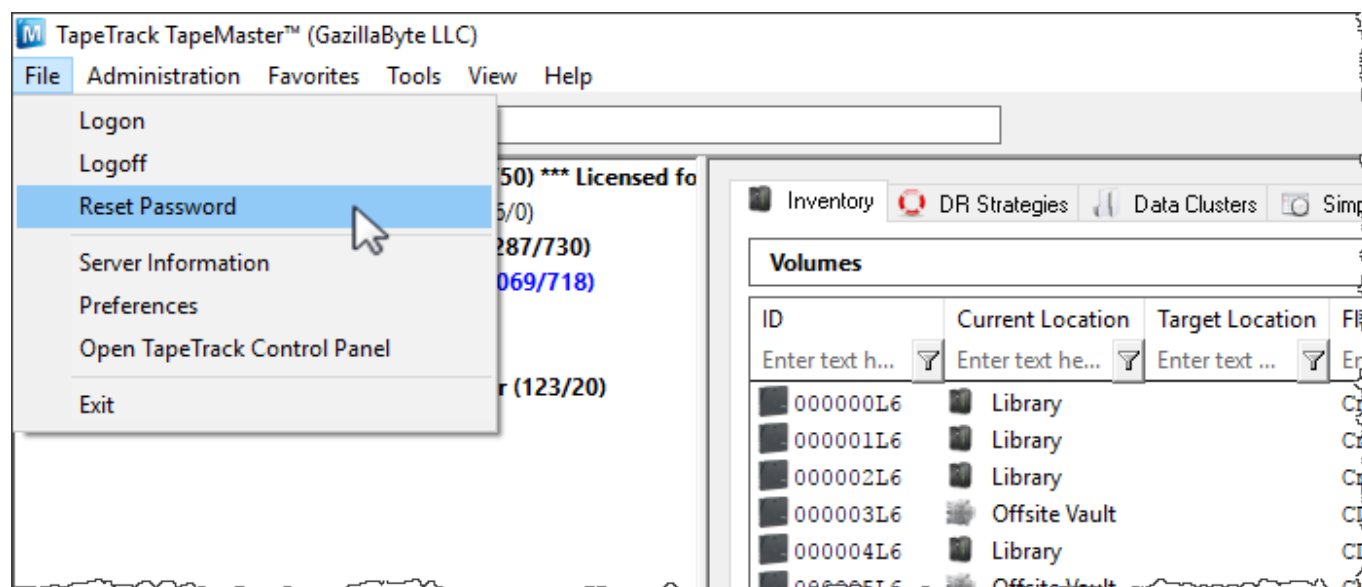 TapeTrack TapeMaster™ (GazillaByte LLC)
File Administration Favorites Tools View Help
Logon
Logoff
Reset Password
Server Information
Preferences
Open TapeTrack Control Panel
Exit
50) *** Licensed fo
/0)
287/730)
069/718)
r (123/20)
Inventory DR Strategies Data Clusters Simp
Volumes
ID Current Location Target Location
Enter text h... Enter text he... Enter text ...
000000L6 Library
000001L6 Library
000002L6 Library
000003L6 Offsite Vault
000004L6 Library